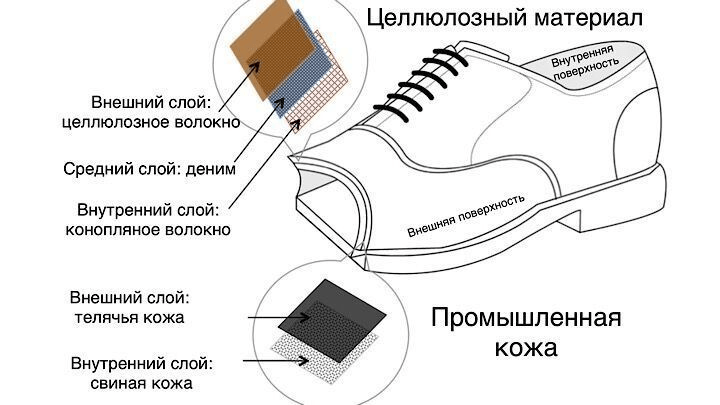 Целлюлозный материал
Внутренняя
поверхность
Внешний слой:
целлюлозное волокно
Средний слой: деним
Внутренний слой:
конопляное волокно
Внешняя поверхность
Внешний слой:
телячья кожа
Внутренний слой:
свиная кожа
Промышленная
кожа